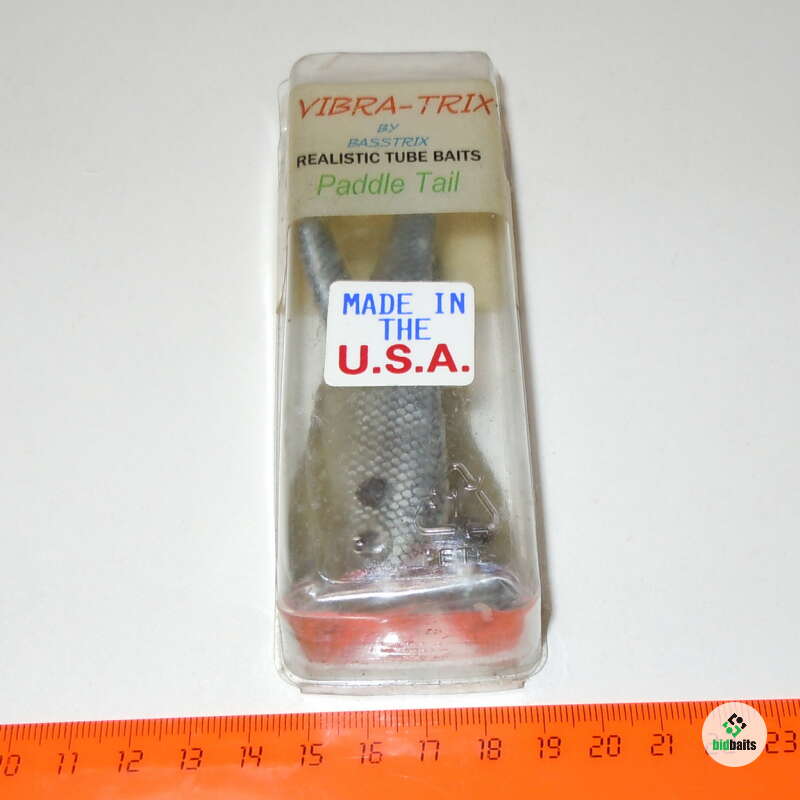 VIBRA-TRIX
BY
BASSTRIX
REALISTIC TUBE BAITS
Paddle Tail
MADE IN
THE
U.S.A.
11 12 13 14 15 16 17 18 19 20 21 23
bidbaits